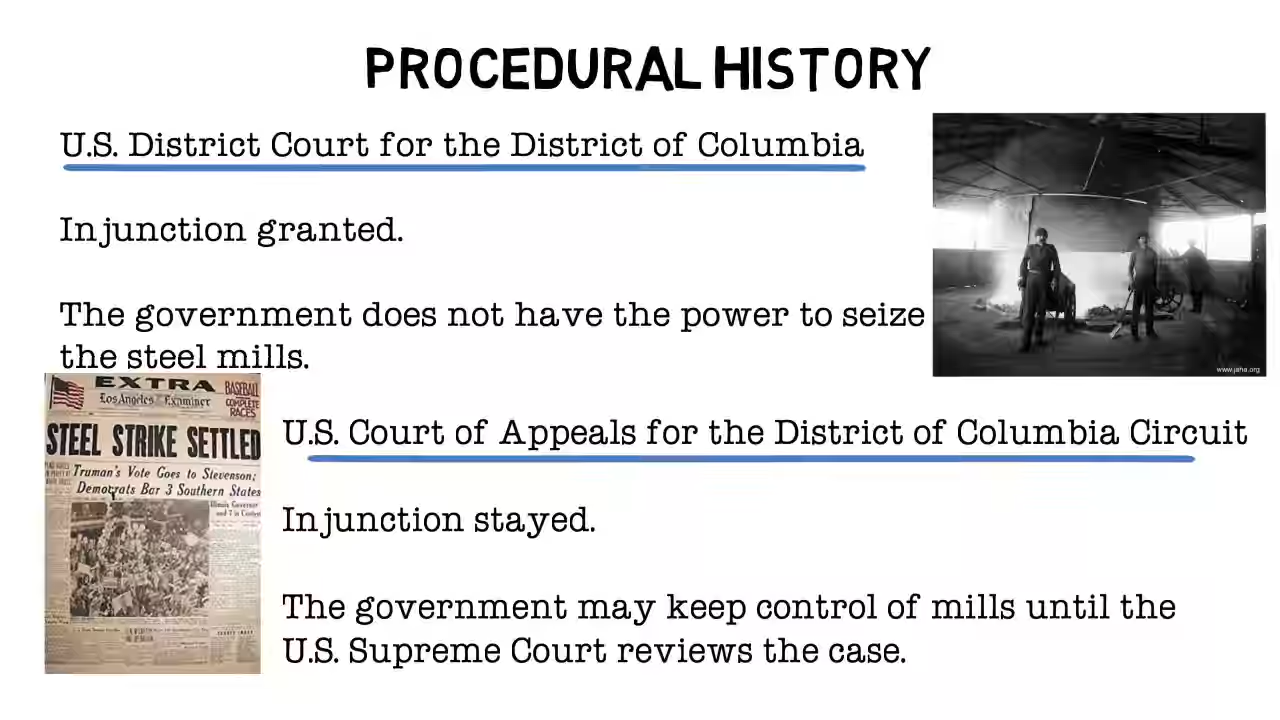 PROCEDURAL HISTORY
U.S. District Court for the District of Columbia
Injunction granted.
The government does not have the power to seize
the steel mills.
www.jaha.org
EXTRA
BASEBALL
Los Angeles Examiner
COMPLETE
RACES
STEEL STRIKE SETTLED
Truman's Vote Goes to Stevenson;
Democrats Bar 3 Southern States
Illinois Governor
U.S. Court of Appeals for the District of Columbia Circuit
Injunction stayed.
The government may keep control of mills until the
U.S. Supreme Court reviews the case.